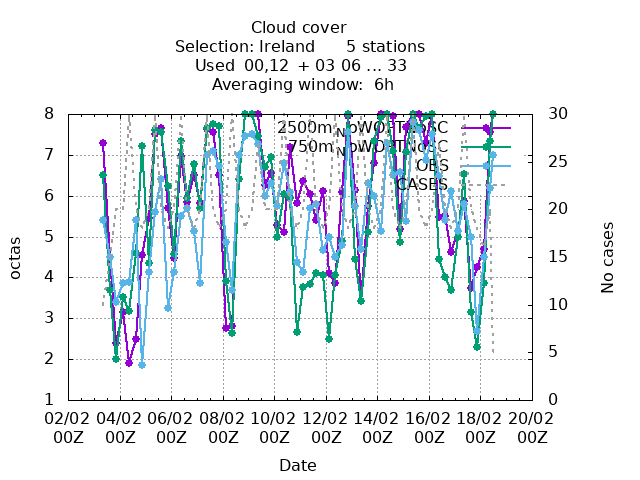 Cloud cover
Selection: Ireland 5 stations
Used 00,12 + 03 06 ... 33
Averaging window: 6h
8 30
7 25
6 20
5 15
4 10
3 5
2 0
1
octas
No cases
OBS
CASES
02/02 04/02 06/02 08/02 10/02 12/02 14/02 16/02 18/02 20/02
00Z 00Z 00Z 00Z 00Z 00Z 00Z 00Z 00Z 00Z
Date